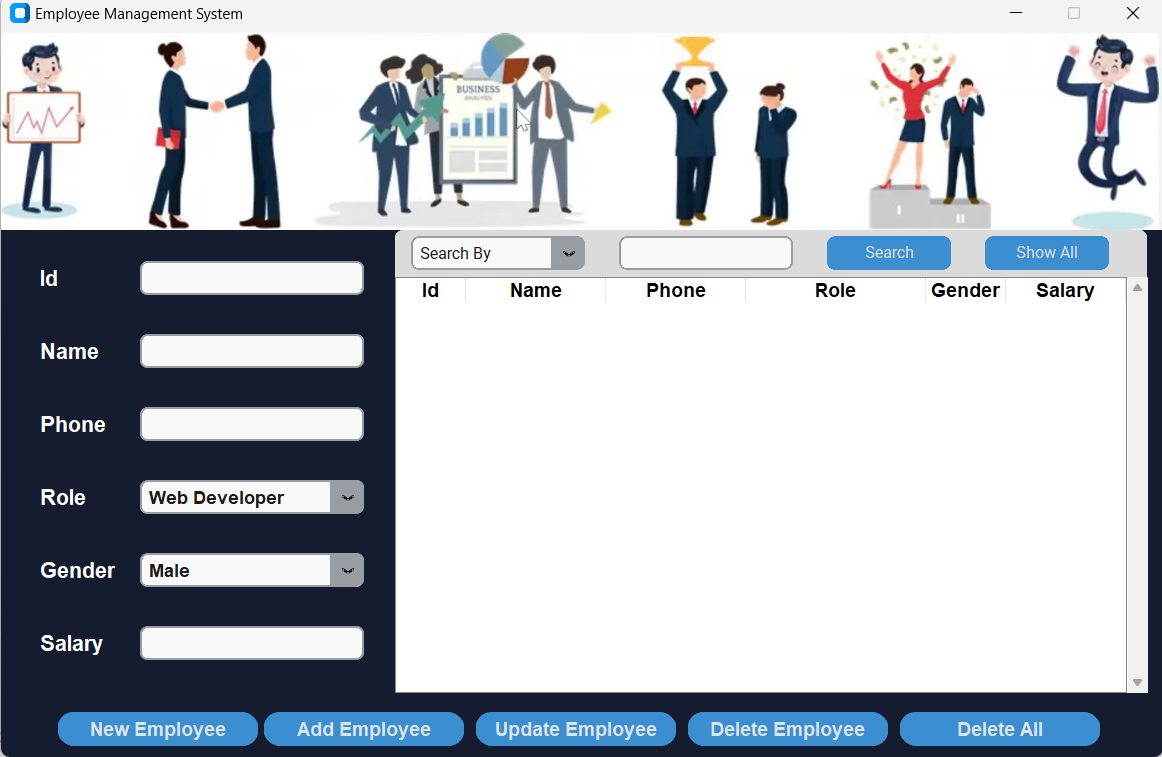 Employee Management System
BUSINESS
ANALYSIS
I
II
Search By
Search
Show All
Id
Name
Phone
Role
Gender
Salary
Id
Name
Phone
Role
Web Developer
Gender
Male
Salary
New Employee
Add Employee
Update Employee
Delete Employee
Delete All